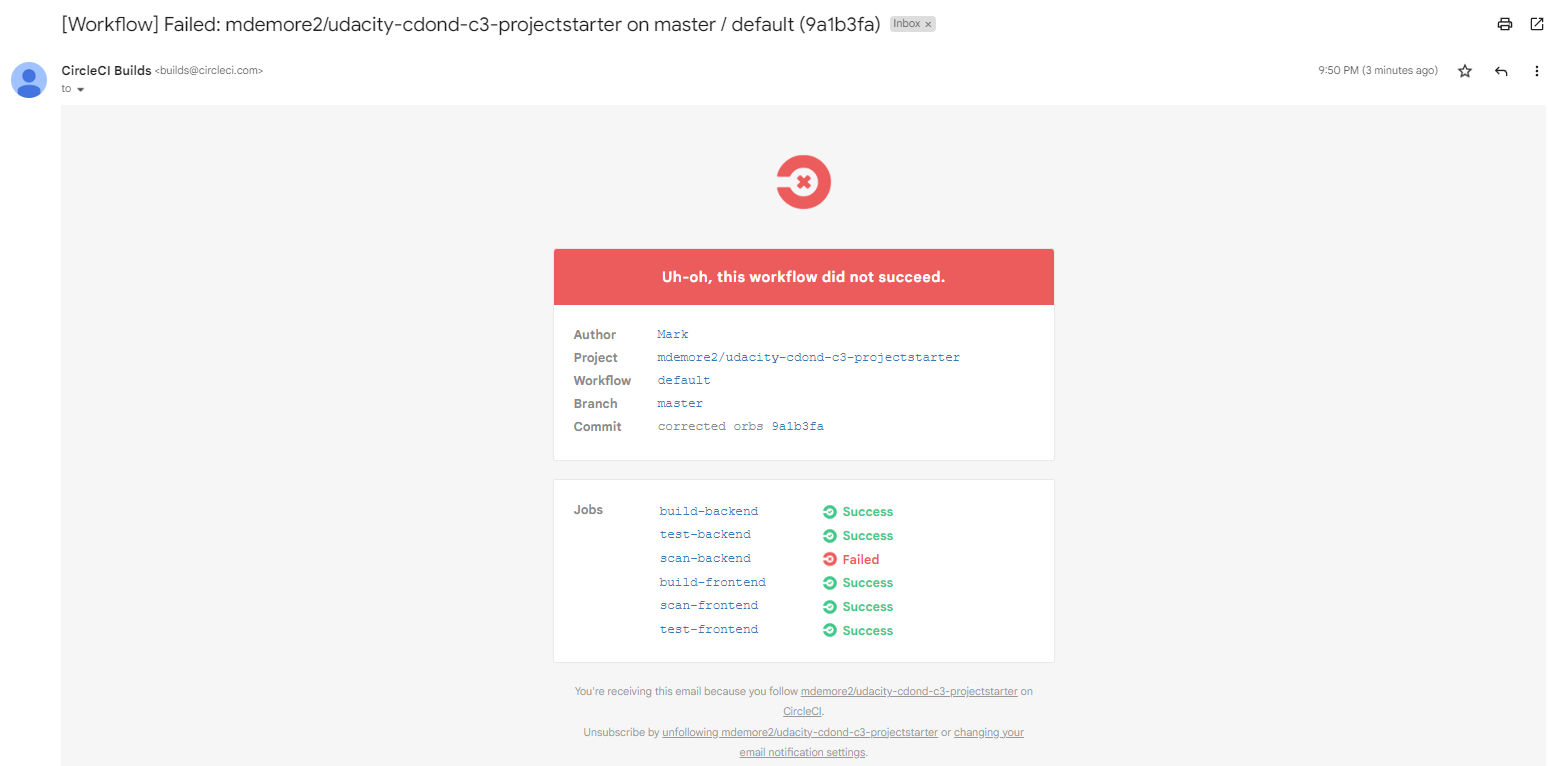 [Workflow] Failed: mdemore2/udacity-cdond-c3-projectstarter on master / default (9a1b3fa) Inbox ×
CircleCI Builds <builds@circleci.com> 9:50 PM (3 minutes ago)
to
Uh-oh, this workflow did not succeed.
Author Mark
Project mdemore2/udacity-cdond-c3-projectstarter
Workflow default
Branch master
Commit corrected orbs 9a1b3fa
Jobs build-backend Success
test-backend Success
scan-backend Failed
build-frontend Success
scan-frontend Success
test-frontend Success
You're receiving this email because you follow mdemore2/udacity-cdond-c3-projectstarter on
CircleCI.
Unsubscribe by unfollowing mdemore2/udacity-cdond-c3-projectstarter or changing your
email notification settings.